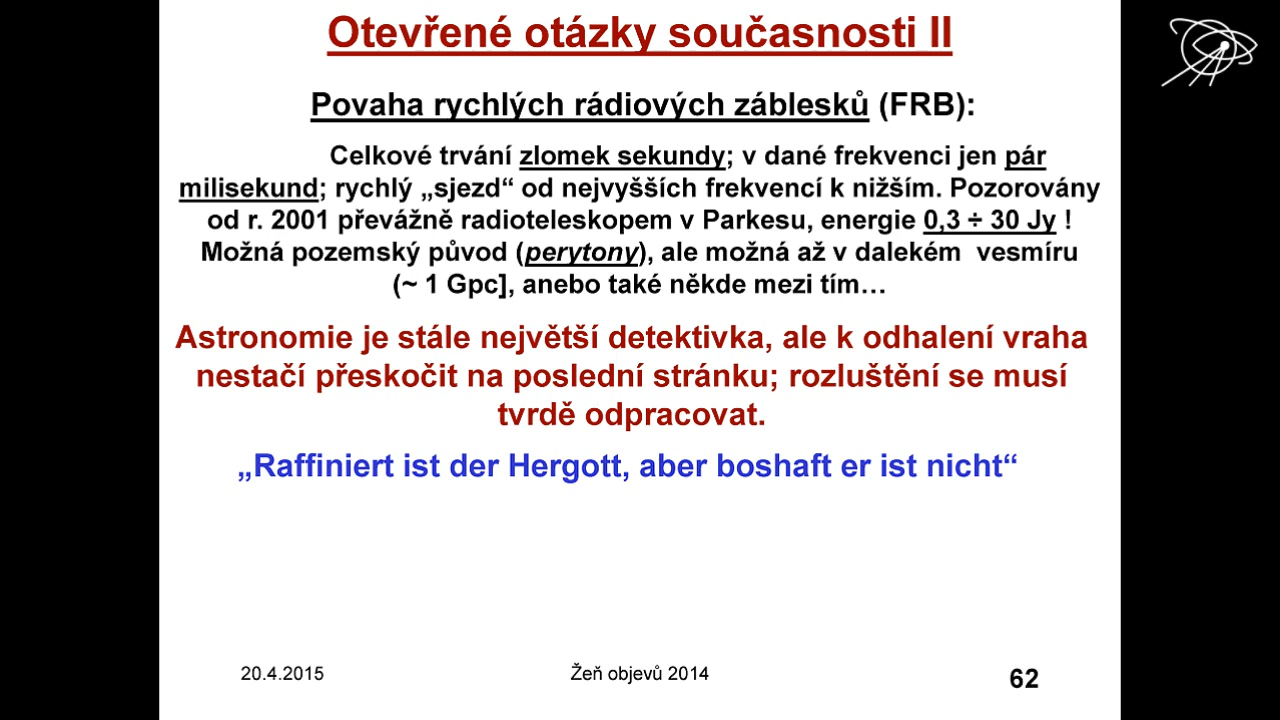 Otevřené otázky současnosti II
Povaha rychlých rádiových záblesků (FRB):
Celkové trvání zlomek sekundy; v dané frekvenci jen pár
milisekund; rychlý „sjezd“ od nejvyšších frekvencí k nižším. Pozorovány
od r. 2001 převážně radioteleskopem v Parkesu, energie 0,3 ÷ 30 Jy !
Možná pozemský původ (perytony), ale možná až v dalekém vesmíru
(~ 1 Gpc], anebo také někde mezi tím…
Astronomie je stále největší detektivka, ale k odhalení vraha
nestačí přeskočit na poslední stránku; rozluštění se musí
tvrdě odpracovat.
„Raffiniert ist der Hergott, aber boshaft er ist nicht“
20.4.2015
Žeň objevů 2014
62